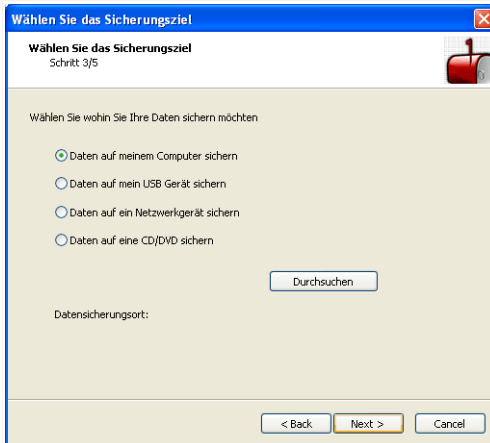 Wählen Sie das Sicherungsziel
Wählen Sie das Sicherungsziel
Schritt 3/5
Wählen Sie wohin Sie Ihre Daten sichern möchten
Daten auf meinem Computer sichern
Daten auf mein USB Gerät sichern
Daten auf ein Netzwerkgerät sichern
Daten auf eine CD/DVD sichern
Durchsuchen
Datensicherungsort:
< Back Next > Cancel